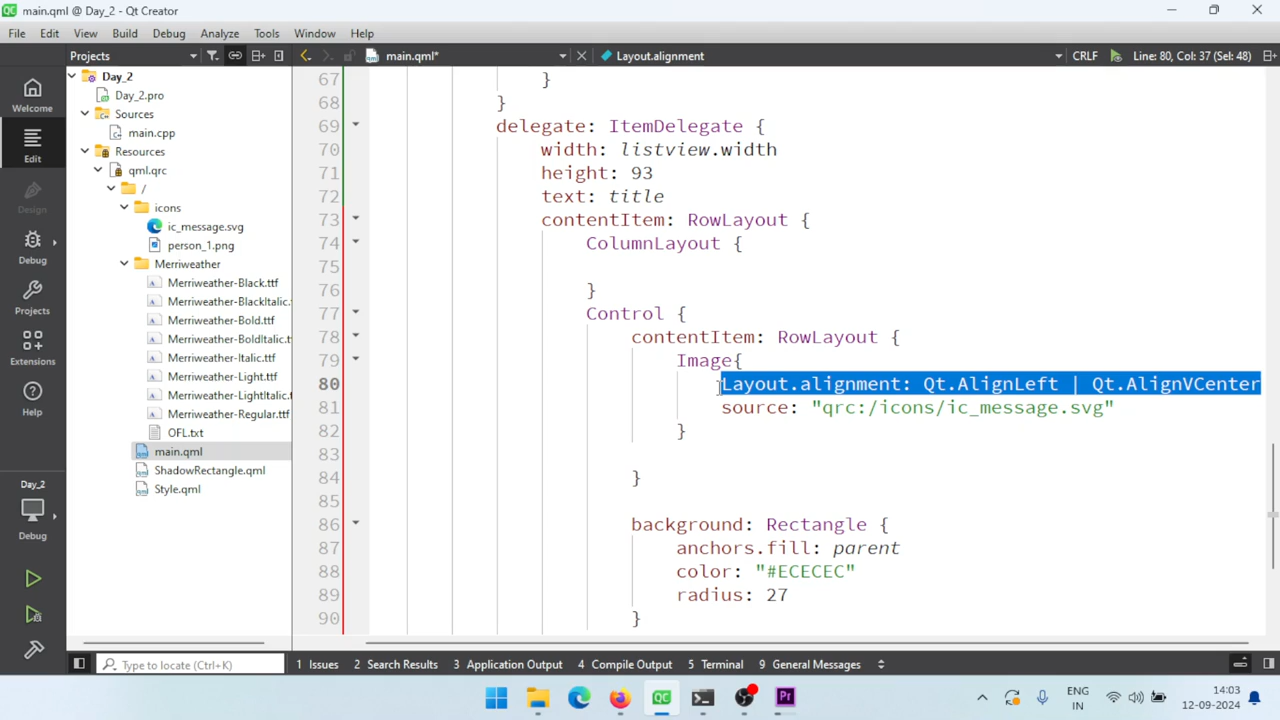 main.qml @ Day_2 - Qt Creator
File Edit View Build Debug Analyze Tools Window Help
Projects main.qml* Layout.alignment CRLF Line: 80, Col: 37 (Sel: 48)
Welcome
Edit
Design
Debug
Projects
Extensions
Help
Day_2
Debug
Day_2
Day_2.pro
Sources
main.cpp
Resources
qml.qrc
/
icons
ic_message.svg
person_1.png
Merriweather
Merriweather-Black.ttf
Merriweather-BlackItalic.t
Merriweather-Bold.ttf
Merriweather-BoldItalic.tt
Merriweather-Italic.ttf
Merriweather-Light.ttf
Merriweather-LightItalic.t
Merriweather-Regular.ttf
OFL.txt
main.qml
ShadowRectangle.qml
Style.qml
67 }
68 }
69 delegate: ItemDelegate {
70 width: listview.width
71 height: 93
72 text: title
73 contentItem: RowLayout {
74 ColumnLayout {
75
76 }
77 Control {
78 contentItem: RowLayout {
79 Image{
80 Layout.alignment: Qt.AlignLeft | Qt.AlignVCenter
81 source: "qrc:/icons/ic_message.svg"
82 }
83
84 }
85
86 background: Rectangle {
87 anchors.fill: parent
88 color: "#ECECEC"
89 radius: 27
90 }
Type to locate (Ctrl+K) 1 Issues 2 Search Results 3 Application Output 4 Compile Output 5 Terminal 9 General Messages
ENG
IN
14:03
12-09-2024